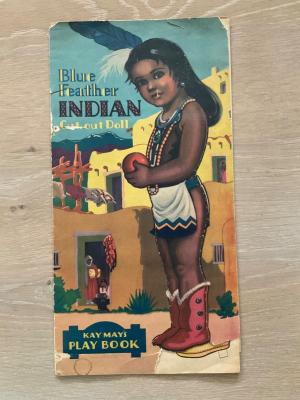 Blue
Feather
INDIAN
Cut-out Doll
KAY MAYS
PLAY BOOK